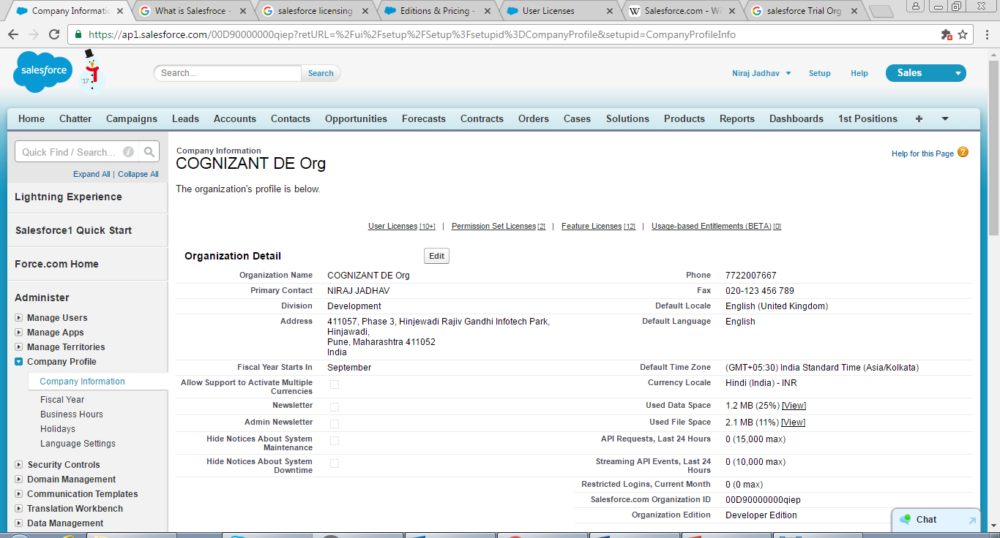 Company Informatio
What is Salesfroce -
salesforce licensing
Editions & Pricing -
User Licenses
Salesforce.com - Wi
salesforce Trial Org
https://ap1.salesforce.com/00D90000000qiep?retURL=%2Fui%2Fsetup%2FSetup%3Fsetupid%3DCompanyProfile&setupid=CompanyProfileInfo
salesforce
'17
Search...
Search
Niraj Jadhav
Setup
Help
Sales
Home Chatter Campaigns Leads Accounts Contacts Opportunities Forecasts Contracts Orders Cases Solutions Products Reports Dashboards 1st Positions +
Quick Find / Search...
Expand All | Collapse All
Lightning Experience
Salesforce1 Quick Start
Force.com Home
Administer
Manage Users
Manage Apps
Manage Territories
Company Profile
Company Information
Fiscal Year
Business Hours
Holidays
Language Settings
Security Controls
Domain Management
Communication Templates
Translation Workbench
Data Management
Company Information
COGNIZANT DE Org
Help for this Page ?
The organization's profile is below.
User Licenses [10+] | Permission Set Licenses [2] | Feature Licenses [12] | Usage-based Entitlements (BETA) [0]
Organization Detail
Edit
Organization Name COGNIZANT DE Org
Primary Contact NIRAJ JADHAV
Division Development
Address 411057, Phase 3, Hinjewadi Rajiv Gandhi Infotech Park,
Hinjawadi,
Pune, Maharashtra 411052
India
Fiscal Year Starts In September
Allow Support to Activate Multiple
Currencies
Newsletter
Admin Newsletter
Hide Notices About System
Maintenance
Hide Notices About System
Downtime
Phone 7722007667
Fax 020-123 456 789
Default Locale English (United Kingdom)
Default Language English
Default Time Zone (GMT+05:30) India Standard Time (Asia/Kolkata)
Currency Locale Hindi (India) - INR
Used Data Space 1.2 MB (25%) [View]
Used File Space 2.1 MB (11%) [View]
API Requests, Last 24 Hours 0 (15,000 max)
Streaming API Events, Last 24
Hours 0 (10,000 max)
Restricted Logins, Current Month 0 (0 max)
Salesforce.com Organization ID 00D90000000qiep
Organization Edition Developer Edition
Chat